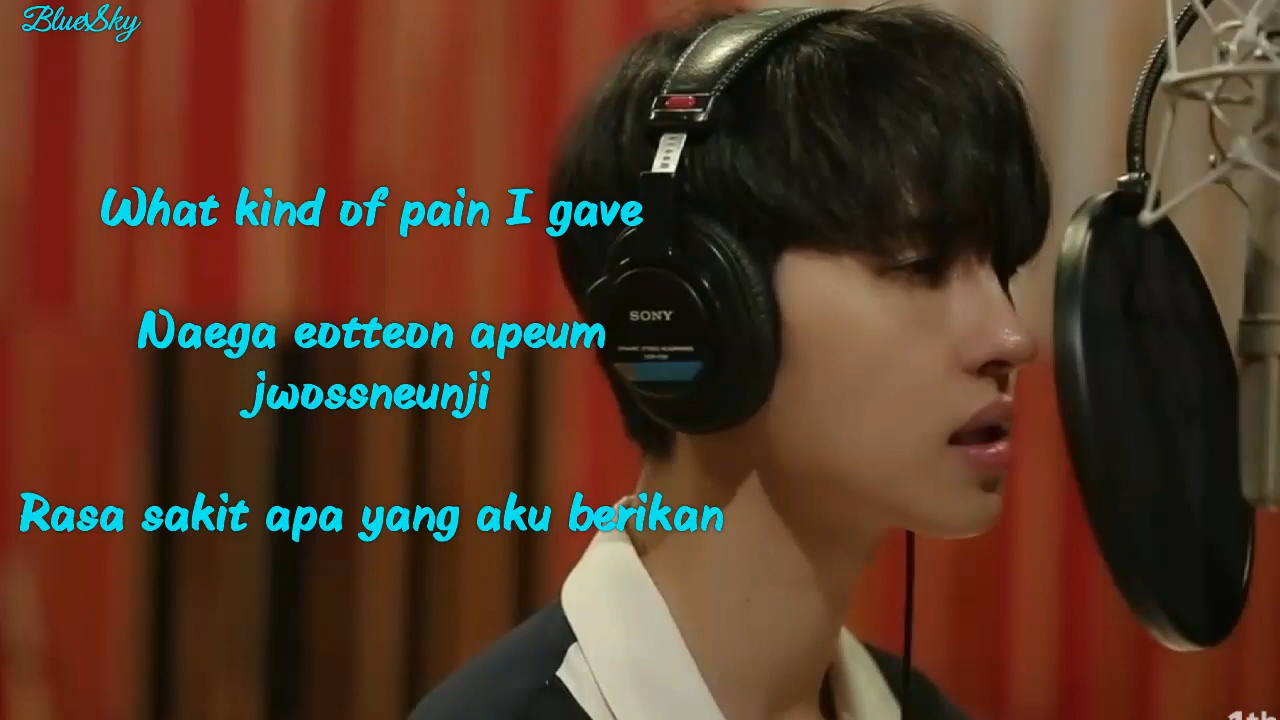 BlueSky
What kind of pain I gave
SONY
Naega eotteon apeum
jwossneunji
Rasa sakit apa yang aku berikan